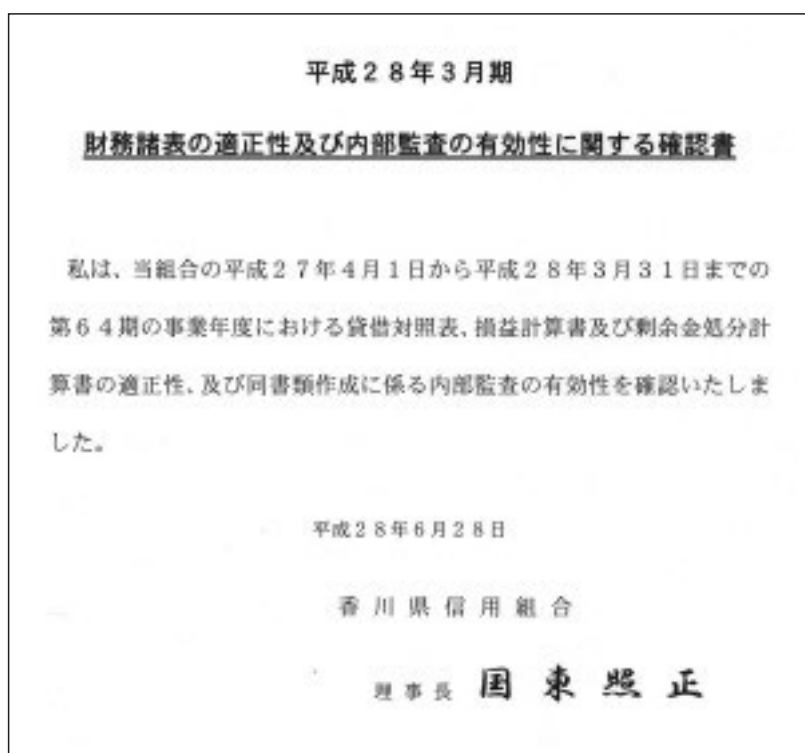 平成２８年３月期
財務諸表の適正性及び内部監査の有効性に関する確認書
私は、当組合の平成２７年４月１日から平成２８年３月３１日までの
第６４期の事業年度における貸借対照表、損益計算書及び剰余金処分計
算書の適正性、及び同書類作成に係る内部監査の有効性を確認いたしま
した。
平成２８年６月２８日
香川県信用組合
理事長 国東照正